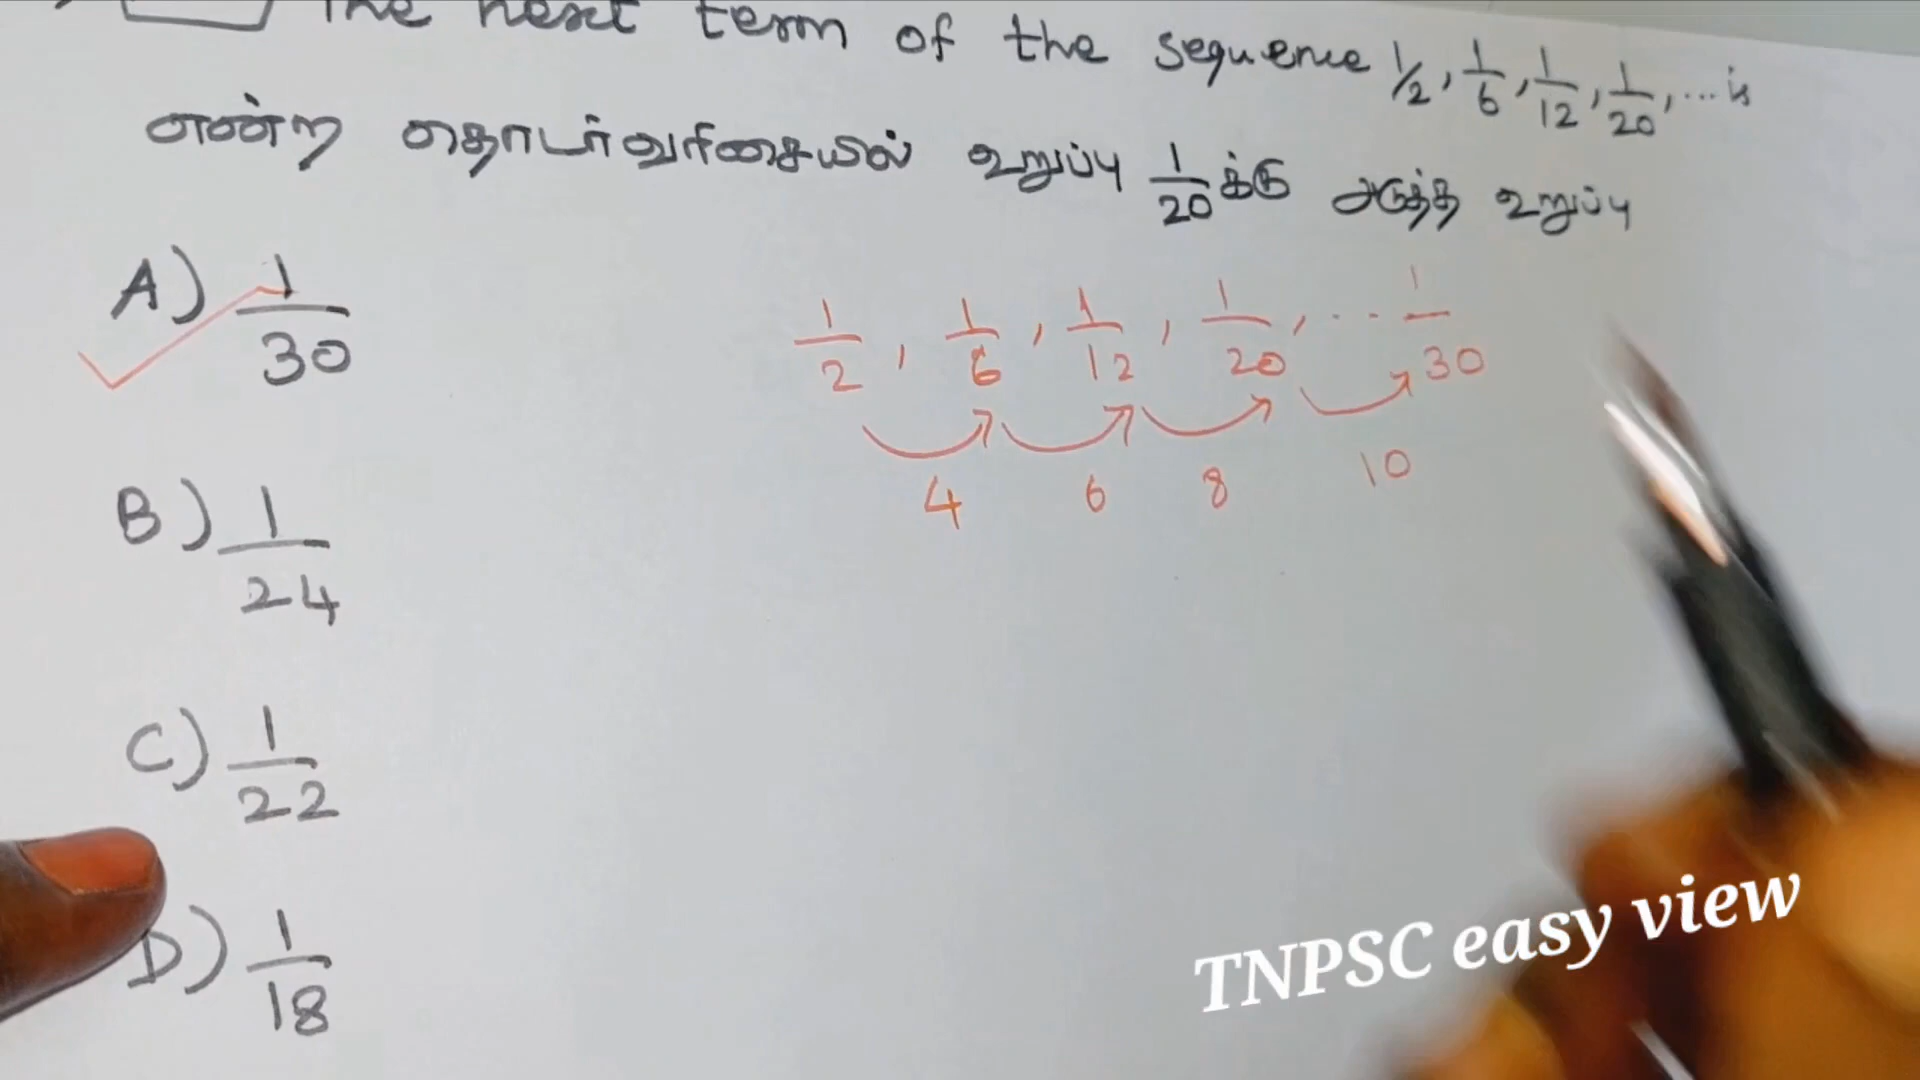 The next term of the sequence 1/2, 1/6, 1/12, 1/20, ... is
என்ற தொடர்வரிசையில் உறுப்பு 1/20க்கு அடுத்த உறுப்பு
A) 1/30
1/2, 1/6, 1/12, 1/20, ... 1/30
4 6 8 10
B) 1/24
C) 1/22
D) 1/18
TNPSC easy view